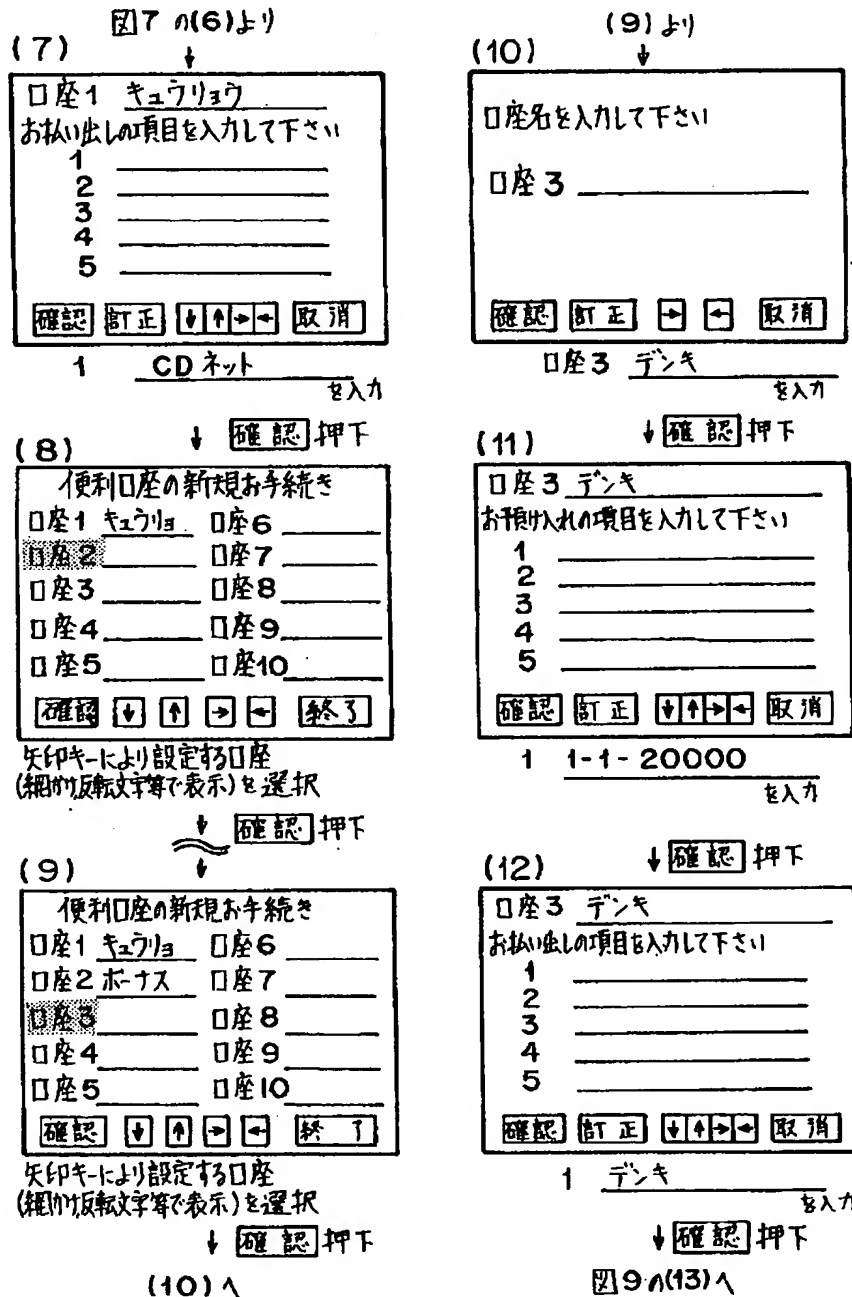 図7の(6)より
(7)
口座1 キュウリョウ
お払い出しの項目を入力して下さい
1
2
3
4
5
確認 訂正 ↓ ↑ → ← 取消
1 CDネット
を入力
↓ 確認 押下
(8)
便利口座の新規お手続き
口座1 キュウリョ 口座6
口座2 口座7
口座3 口座8
口座4 口座9
口座5 口座10
確認 ↓ ↑ → ← 終了
矢印キーにより設定する口座
(網かけ反転文字等で表示)を選択
↓ 確認 押下
(9)
便利口座の新規お手続き
口座1 キュウリョ 口座6
口座2 ボーナス 口座7
口座3 口座8
口座4 口座9
口座5 口座10
確認 ↓ ↑ → ← 終了
矢印キーにより設定する口座
(網かけ反転文字等で表示)を選択
↓ 確認 押下
(10)へ
(9)より
(10)
口座名を入力して下さい
口座3
確認 訂正 → ← 取消
口座3 デンキ
を入力
↓ 確認 押下
(11)
口座3 デンキ
お預け入れの項目を入力して下さい
1
2
3
4
5
確認 訂正 ↓ ↑ → ← 取消
1 1-1-20000
を入力
↓ 確認 押下
(12)
口座3 デンキ
お払い出しの項目を入力して下さい
1
2
3
4
5
確認 訂正 ↓ ↑ → ← 取消
1 デンキ
を入力
↓ 確認 押下
図9の(13)へ